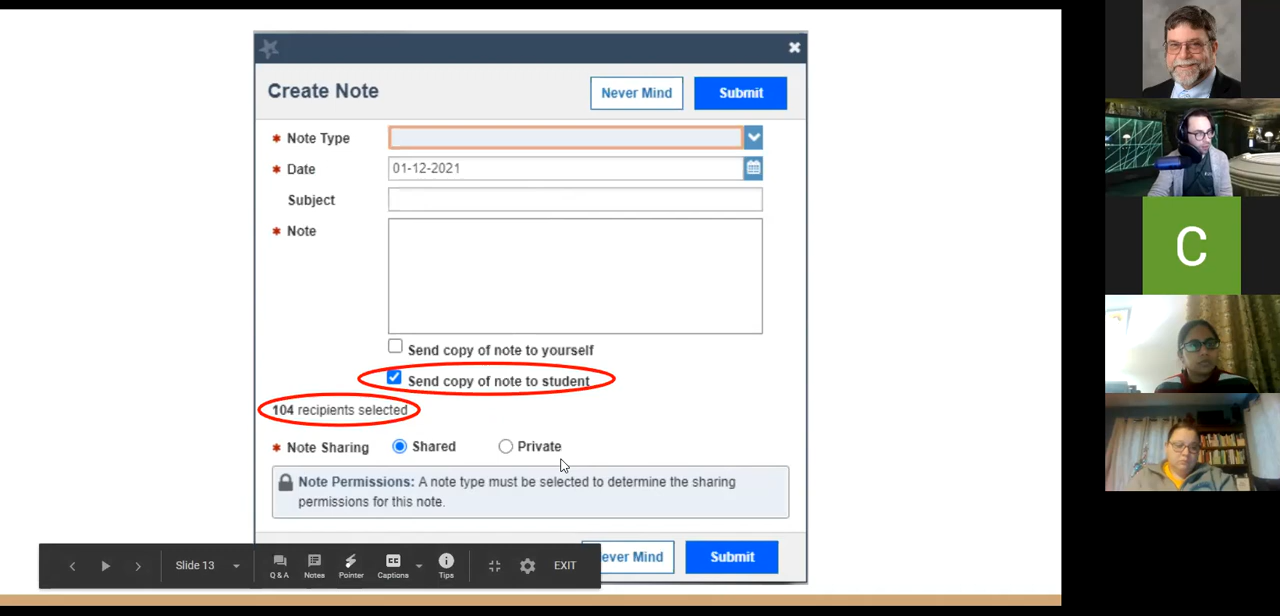 Create Note
Never Mind
Submit
* Note Type
* Date 01-12-2021
Subject
* Note
Send copy of note to yourself
Send copy of note to student
104 recipients selected
* Note Sharing Shared Private
Note Permissions: A note type must be selected to determine the sharing
permissions for this note.
ever Mind
Submit
Slide 13
Q & A
Notes
Pointer
CC
Captions
Tips
EXIT
C